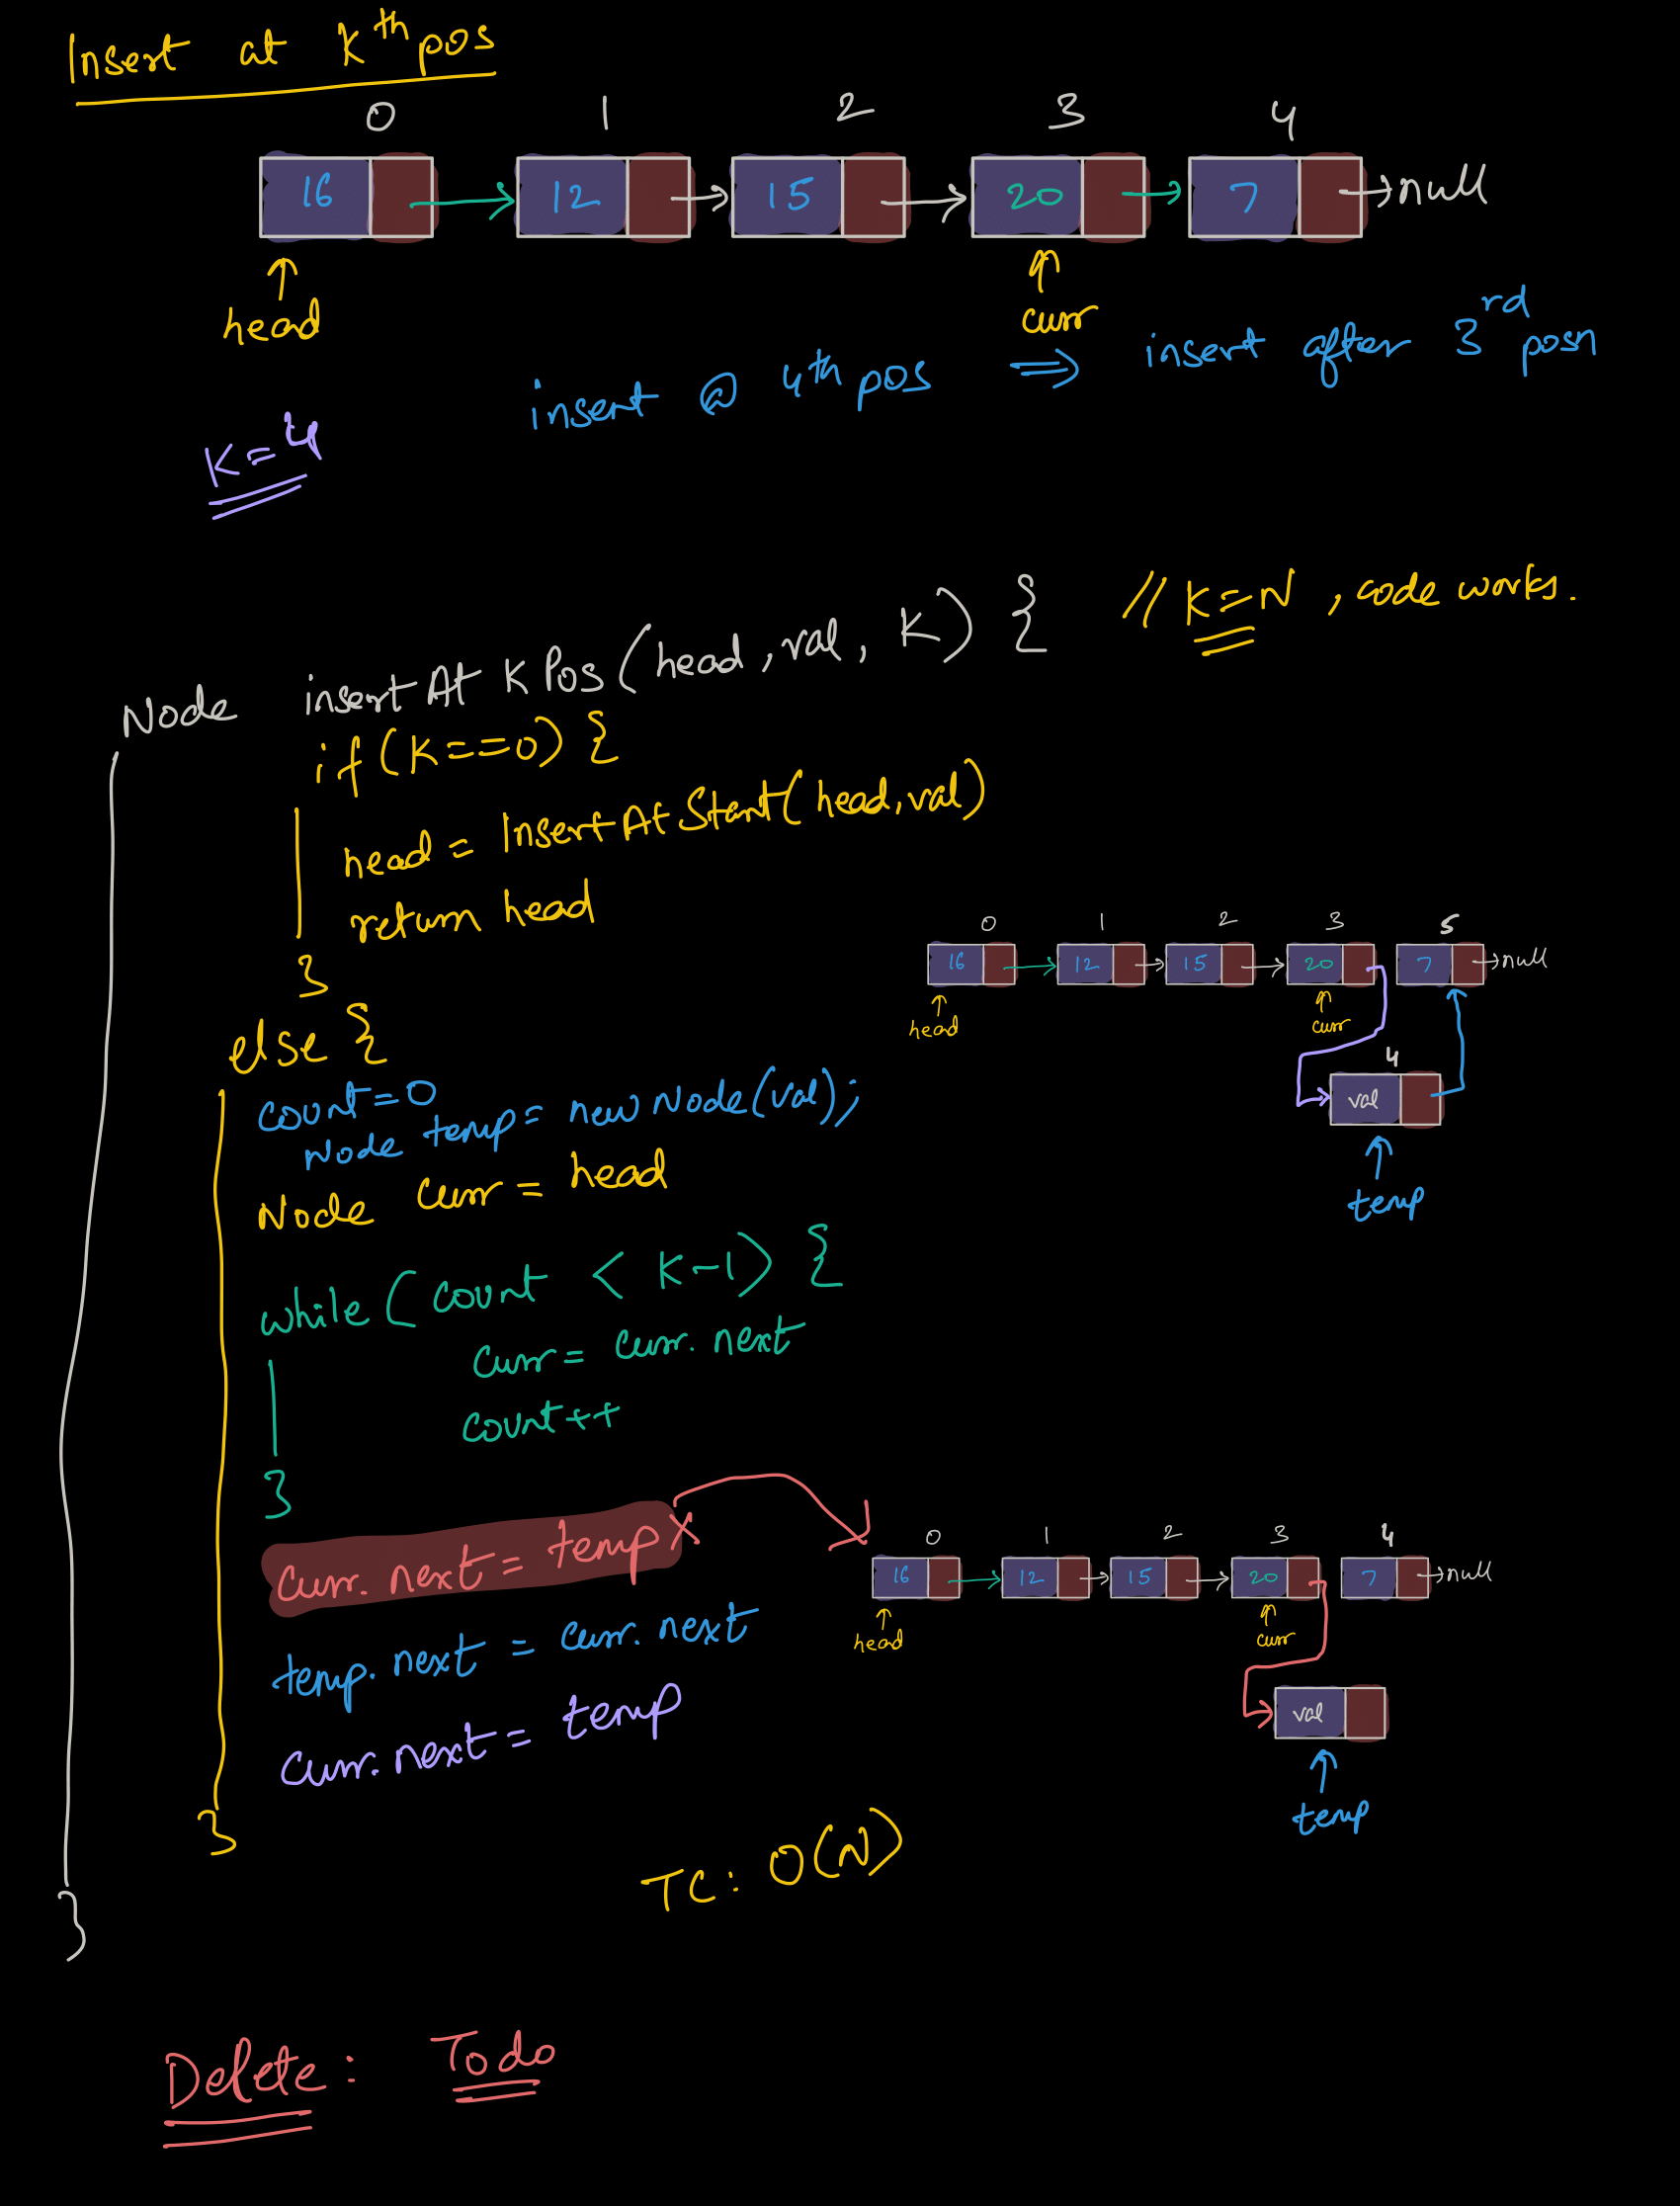 Insert at Kth pos
0 1 2 3 4
16 12 15 20 7 null
head curr
insert @ 4th pos ⇒ insert after 3rd posn
K=4
// K=N , code works.
Node insertAtKPos(head, val, K) {
if (K==0) {
head = InsertAtStart(head, val)
return head
}
0 1 2 3 5
16 12 15 20 7 null
head curr
4
val
temp
else {
count=0
Node temp = new Node(val);
Node curr = head
while (count < K-1) {
curr = curr.next
count++
}
curr.next = temp x
0 1 2 3 4
16 12 15 20 7 null
head curr
val
temp
temp.next = curr.next
curr.next = temp
}
TC: O(N)
}
Delete: Todo